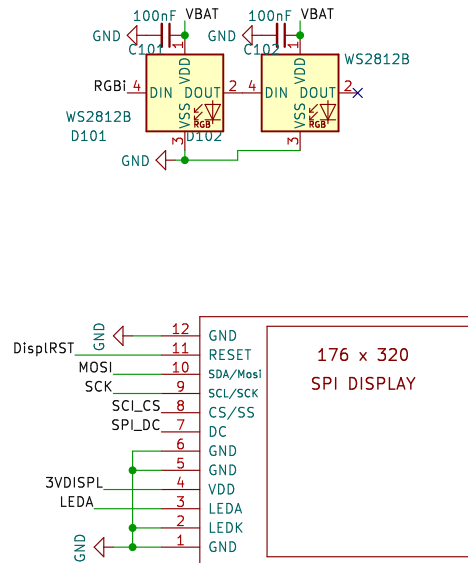 100nF VBAT 100nF VBAT
GND C101 1 GND C102 1 WS2812B
RGBi 4 DIN VDD DOUT 2 4 DIN VDD DOUT 2
WS2812B VSS RGB VSS RGB
D101 D102
3 3
GND
GND 12 GND
DisplRST 11 RESET 176 x 320
MOSI 10 SDA/Mosi SPI DISPLAY
SCK 9 SCL/SCK
SCI_CS 8 CS/SS
SPI_DC 7 DC
6 GND
5 GND
3VDISPL 4 VDD
LEDA 3 LEDA
2 LEDK
GND 1 GND